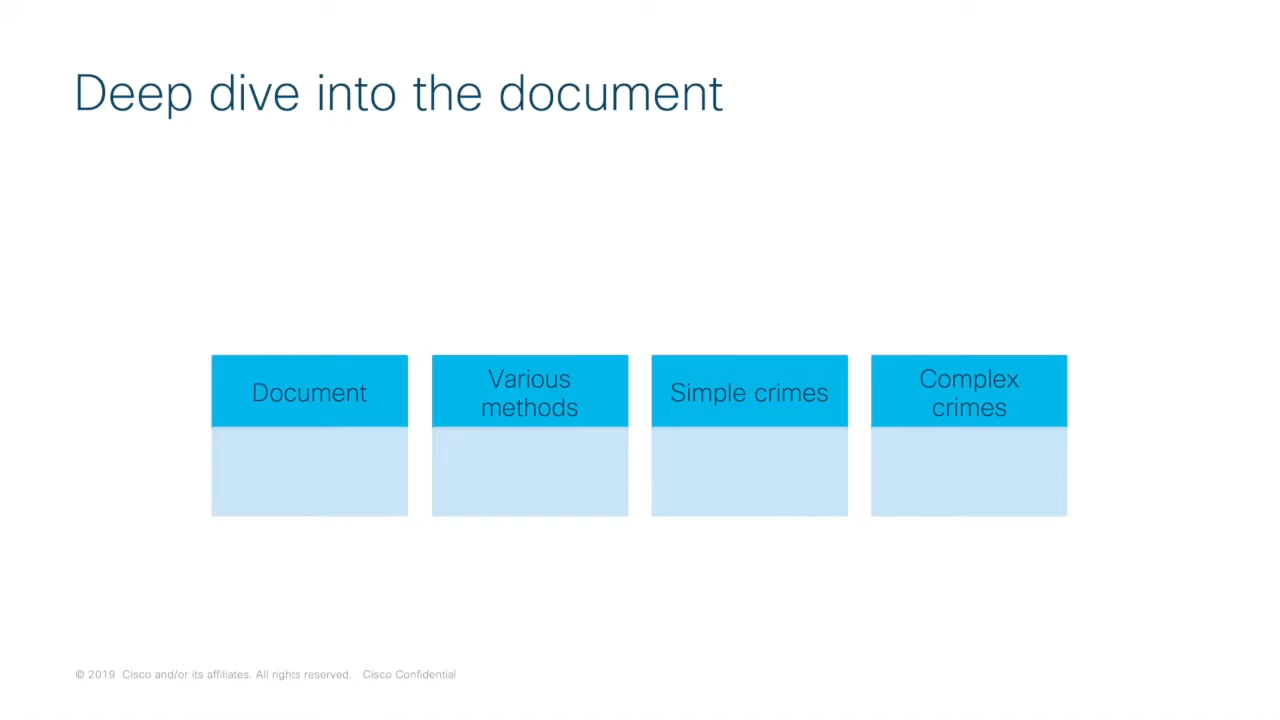 Deep dive into the document
Document
Various
methods
Simple crimes
Complex
crimes
© 2019 Cisco and/or its affiliates. All rights reserved. Cisco Confidential